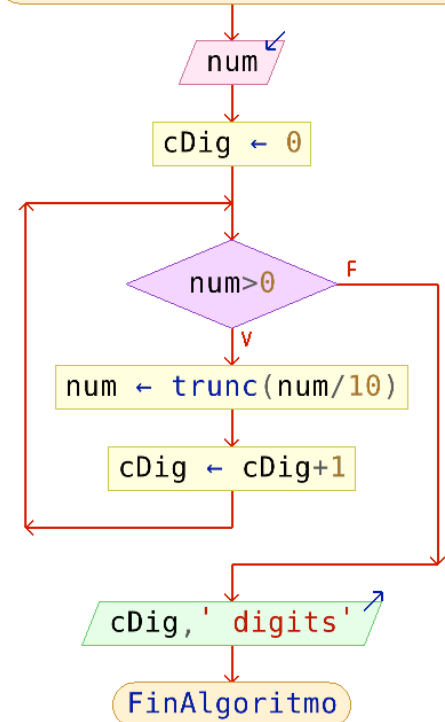 num
cDig ← 0
num>0
F
V
num ← trunc(num/10)
cDig ← cDig+1
cDig,' digits'
FinAlgoritmo